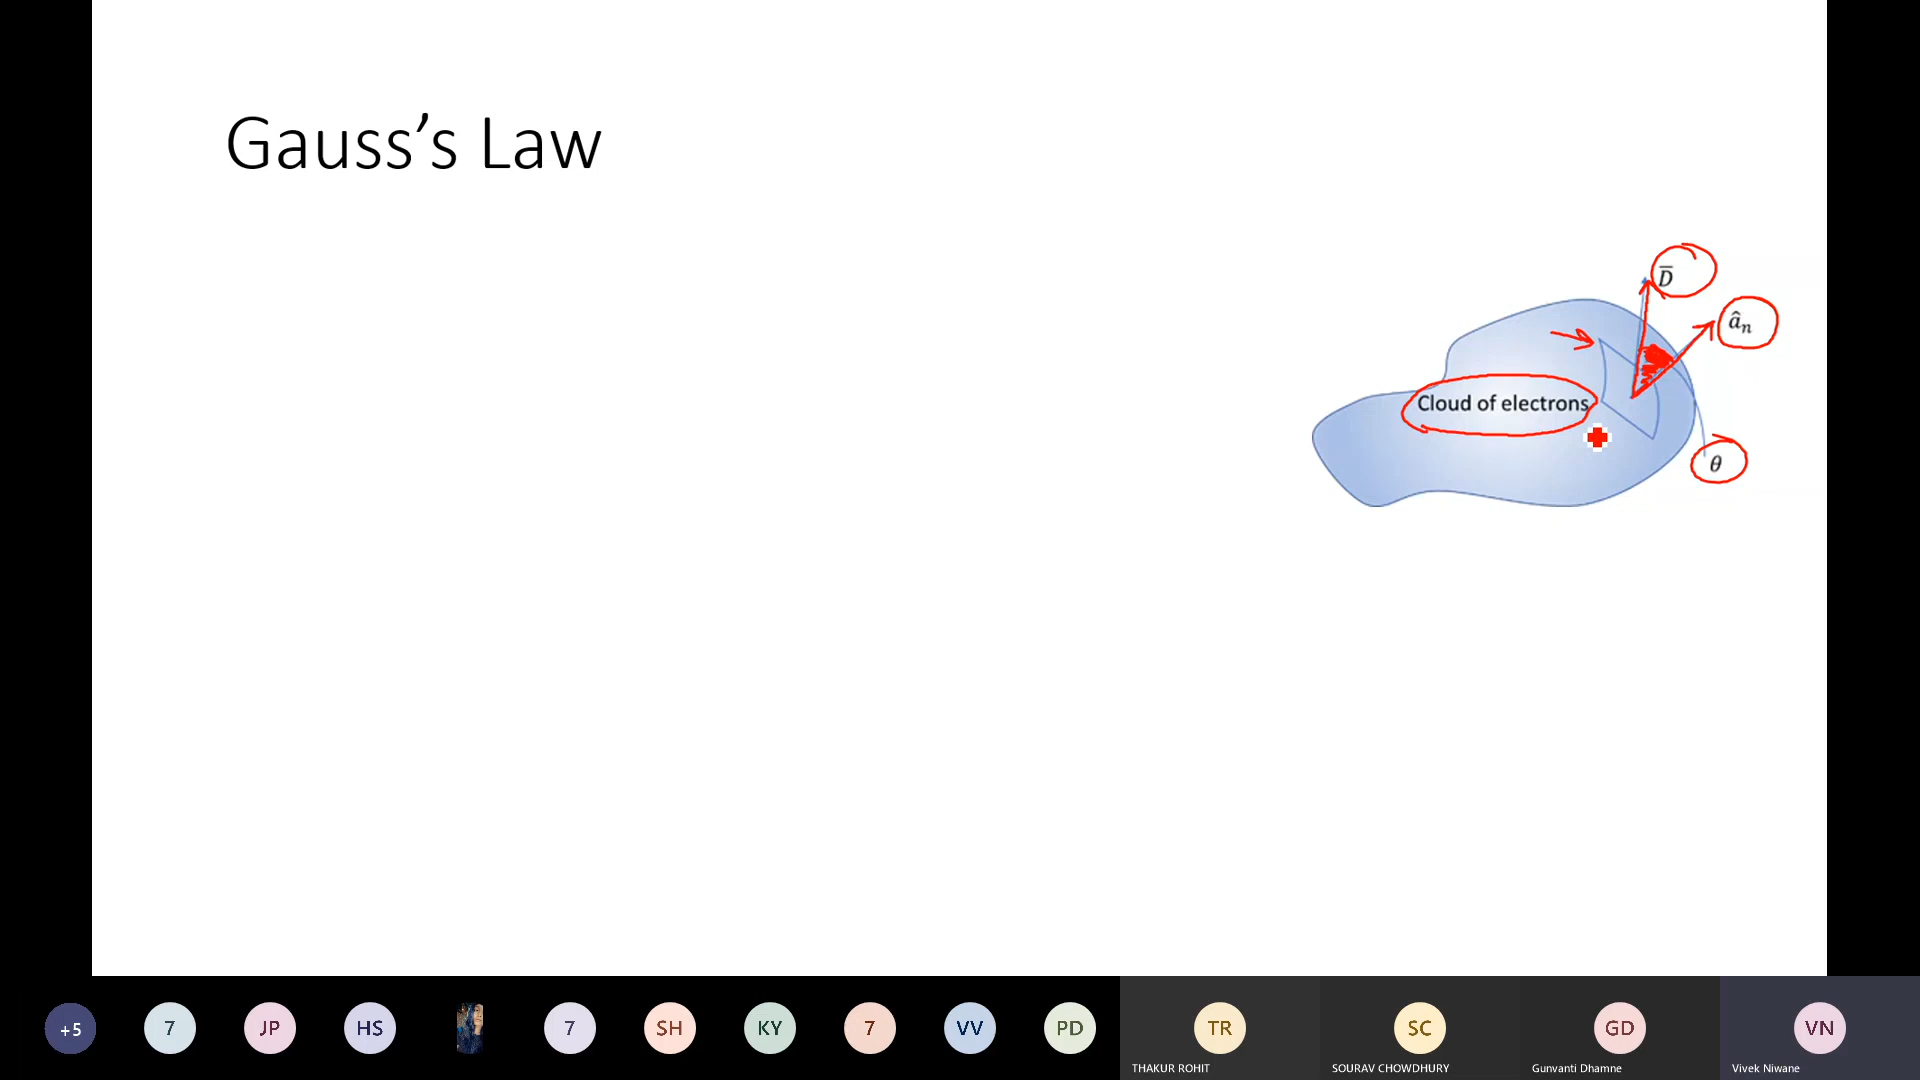 Gauss’s Law
D̅
âₙ
Cloud of electrons
θ
+5
7
JP
HS
7
SH
KY
7
VV
PD
TR
SC
GD
VN
THAKUR ROHIT
SOURAV CHOWDHURY
Gunvanti Dhamne
Vivek Niwane